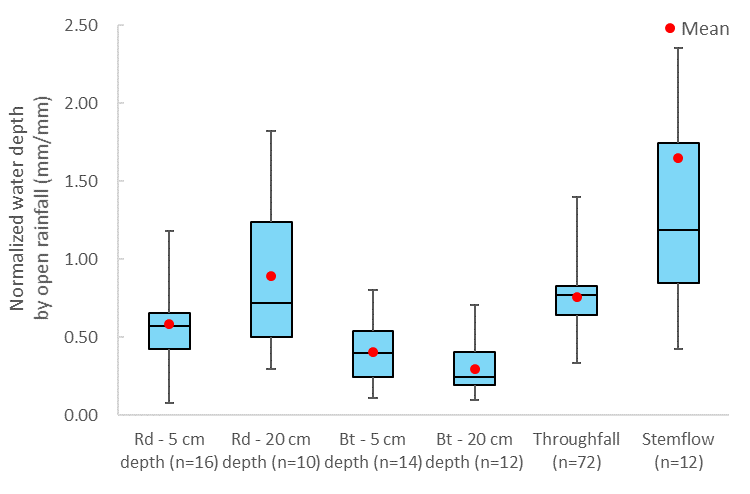 2.50
Mean
2.00
1.50
1.00
0.50
0.00
Normalized water depth
by open rainfall (mm/mm)
Rd - 5 cm
depth (n=16)
Rd - 20 cm
depth (n=10)
Bt - 5 cm
depth (n=14)
Bt - 20 cm
depth (n=12)
Throughfall
(n=72)
Stemflow
(n=12)